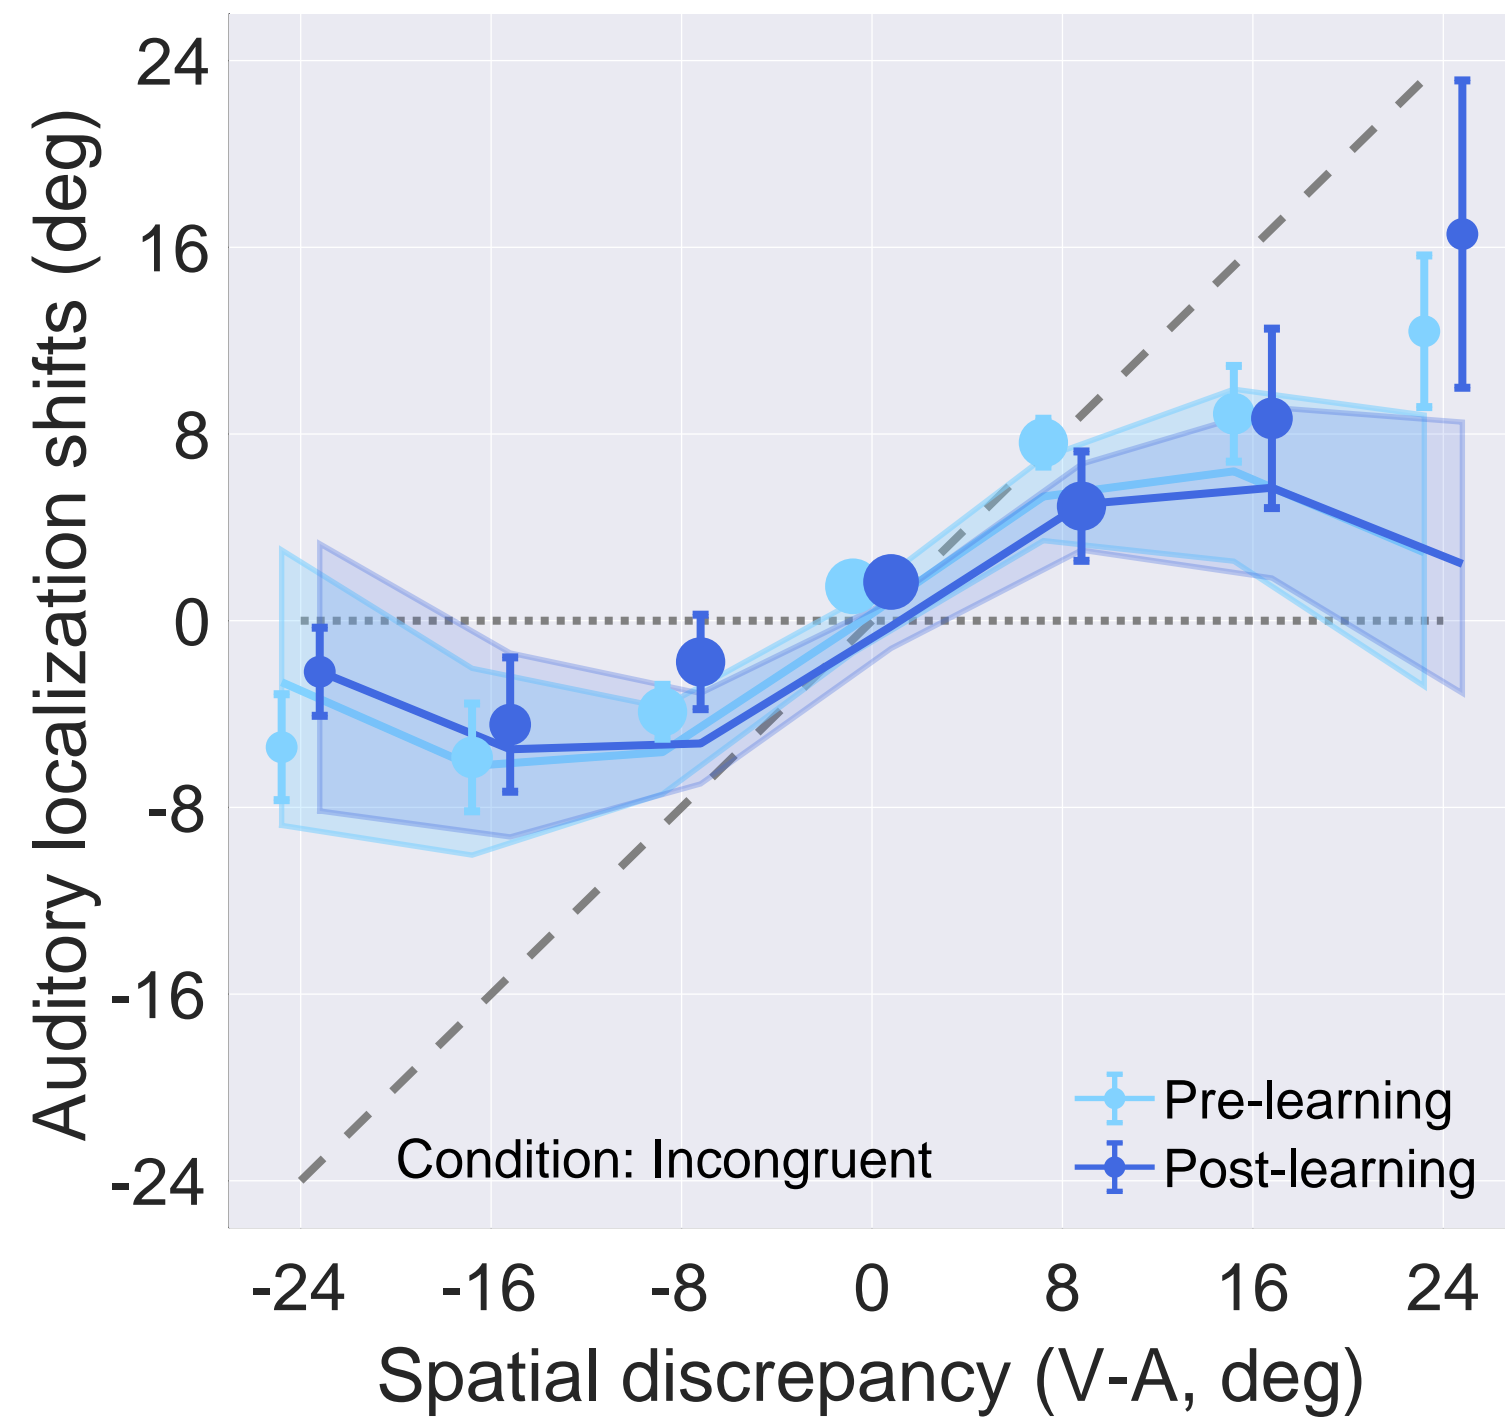 Auditory localization shifts (deg)
24
16
8
0
-8
-16
-24
Condition: Incongruent
Pre-learning
Post-learning
-24 -16 -8 0 8 16 24
Spatial discrepancy (V-A, deg)